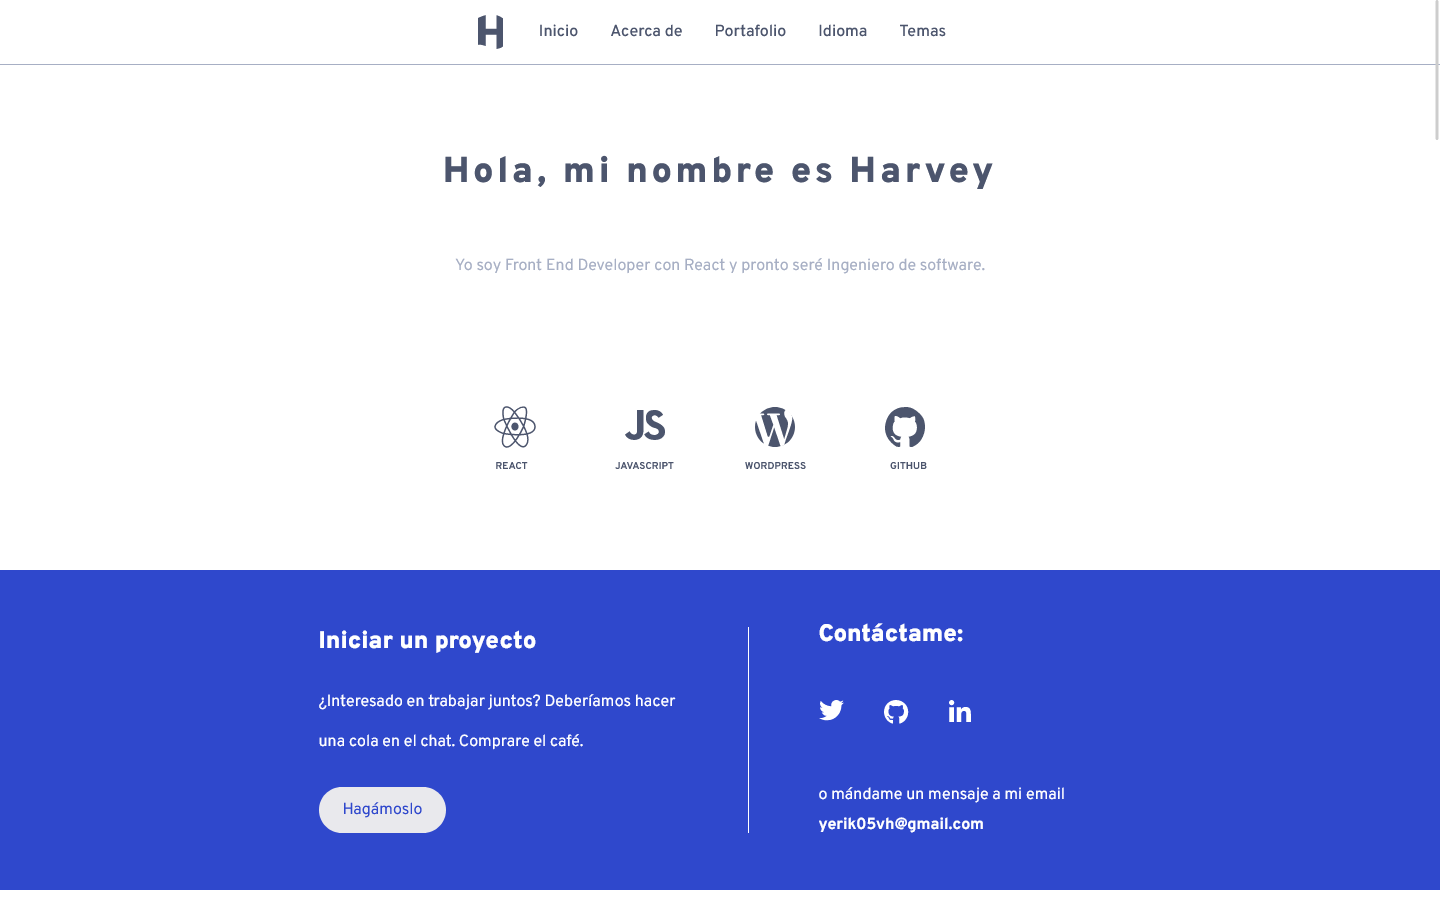 H
Inicio
Acerca de
Portafolio
Idioma
Temas
Hola, mi nombre es Harvey
Yo soy Front End Developer con React y pronto seré Ingeniero de software.
JS
REACT
JAVASCRIPT
WORDPRESS
GITHUB
Iniciar un proyecto
¿Interesado en trabajar juntos? Deberíamos hacer
una cola en el chat. Comprare el café.
Hagámoslo
Contáctame:
o mándame un mensaje a mi email
yerik05vh@gmail.com